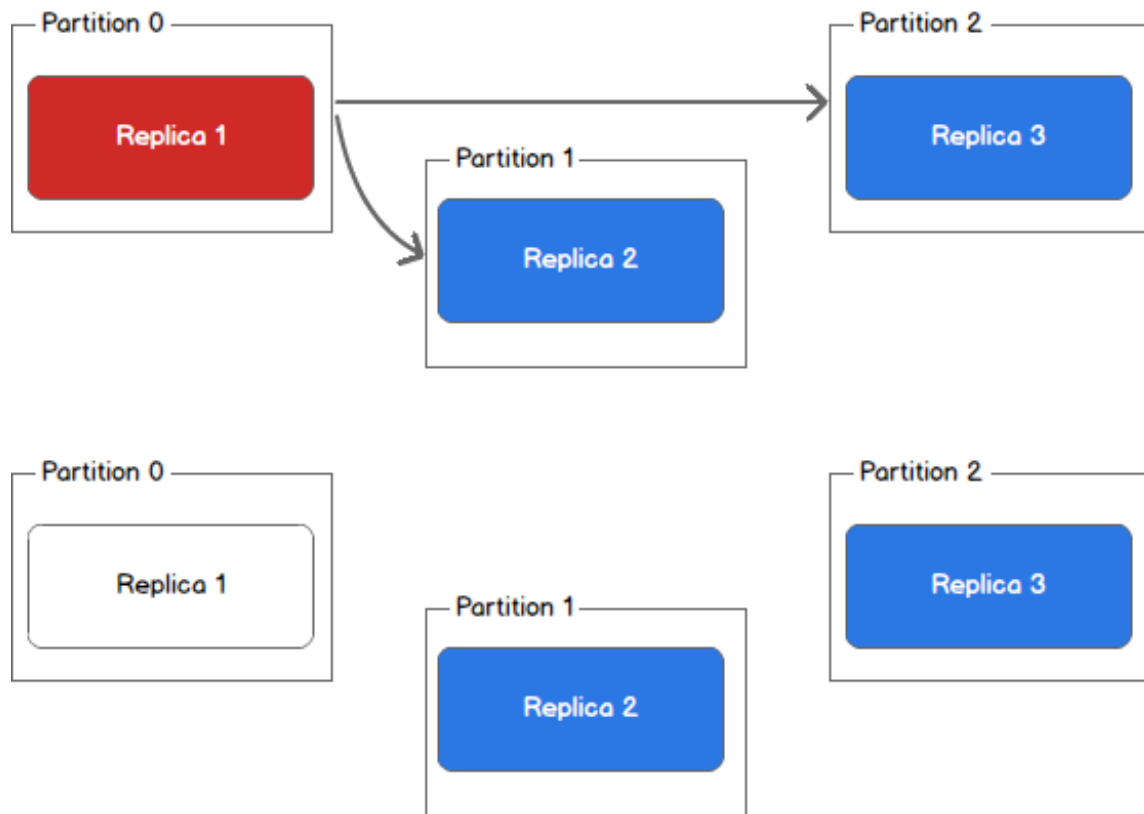 Partition 0
Partition 2
Replica 1
Replica 3
Partition 1
Replica 2
Partition 0
Partition 2
Replica 1
Replica 3
Partition 1
Replica 2